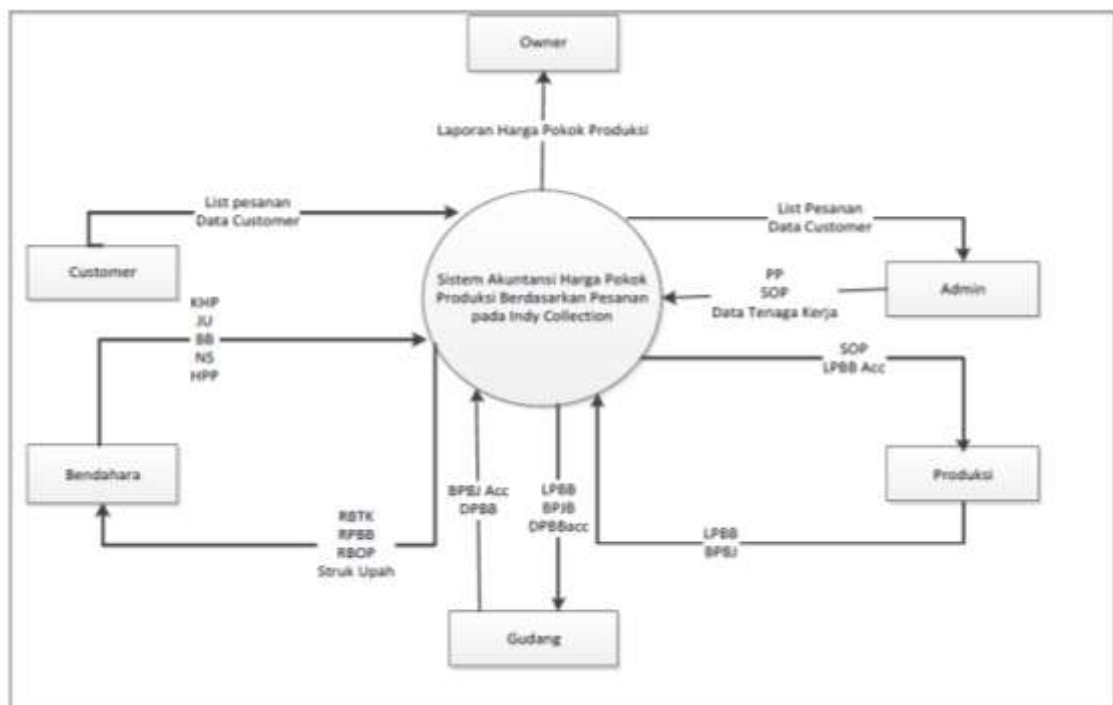 Owner
Laporan Harga Pokok Produksi
List pesanan
Data Customer
List Pesanan
Data Customer
Customer
Sistem Akuntansi Harga Pokok
Produksi Berdasarkan Pesanan
pada Indy Collection
PP
SOP
Data Tenaga Kerja
Admin
KHP
JU
BB
NS
HPP
SOP
LPBB Acc
Bendahara
Produksi
BPBJ Acc
DPBB
LPBB
BPJB
DPBBacc
RBTK
RPBB
RBOP
Struk Upah
LPBB
BPBJ
Gudang